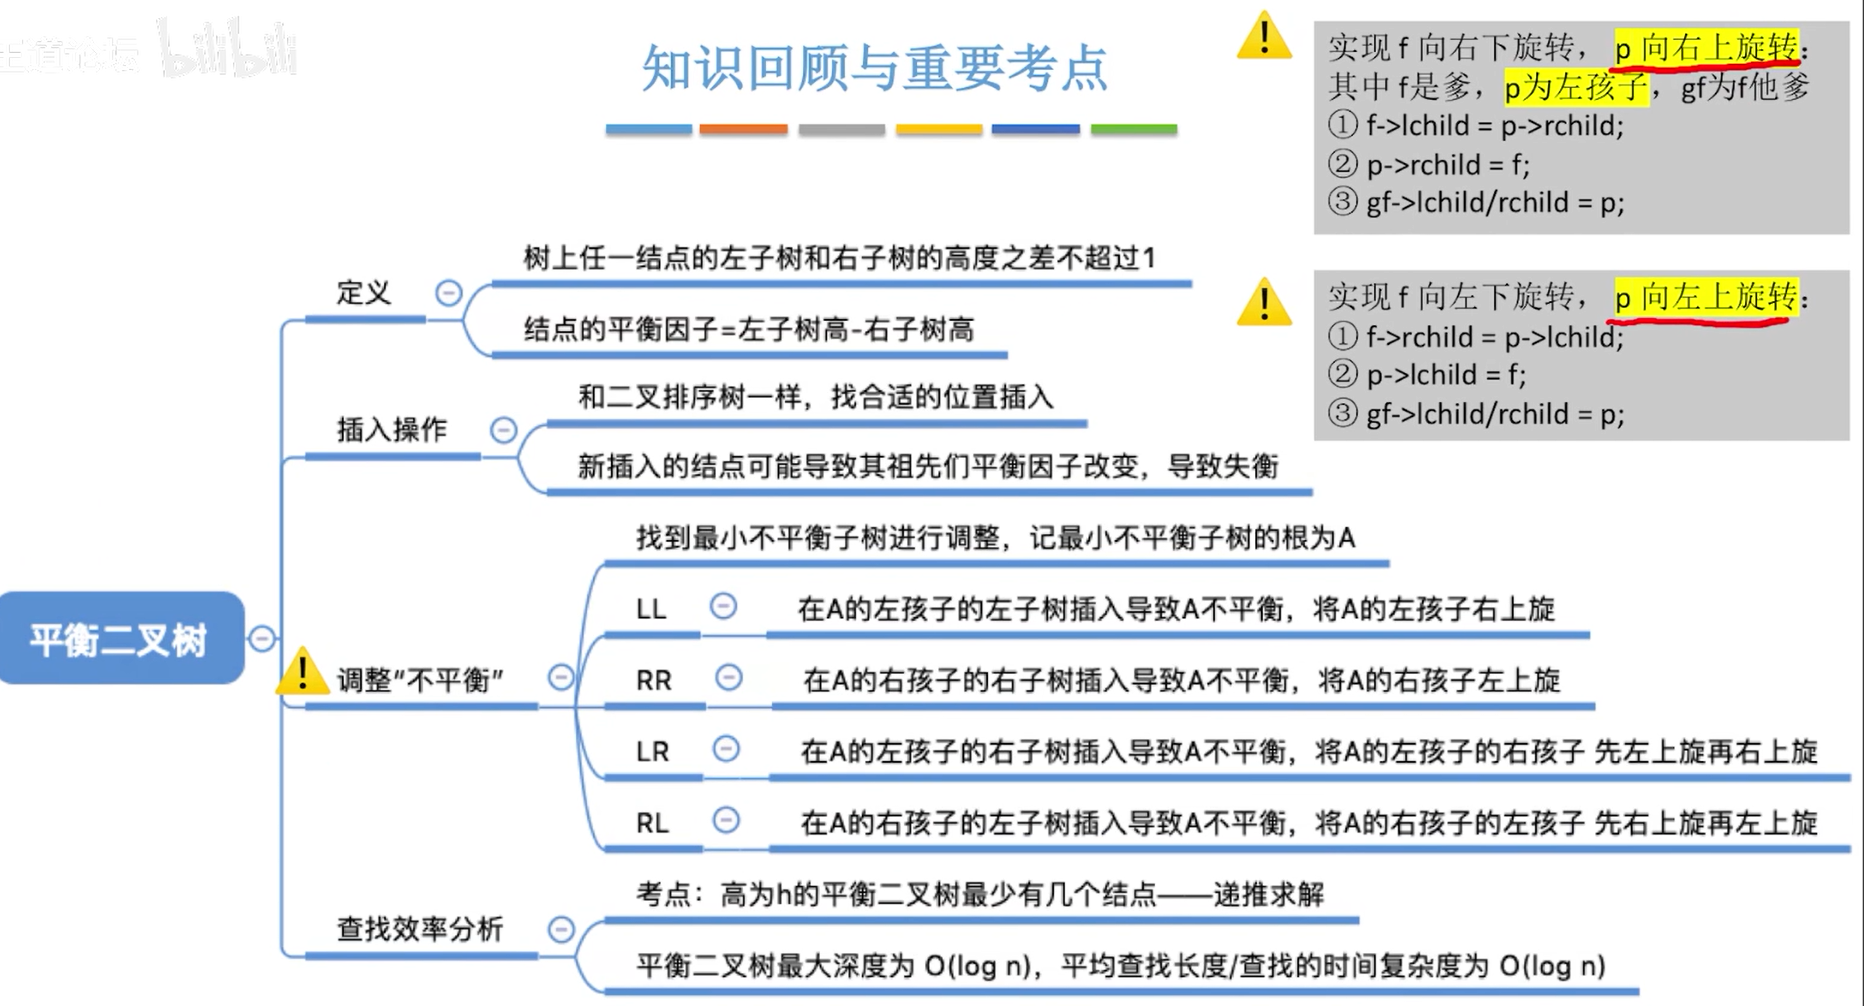 王道论坛 bilibili
知识回顾与重要考点
实现 f 向右下旋转， p 向右上旋转：
其中 f是爹，p为左孩子，gf为f他爹
① f->lchild = p->rchild;
② p->rchild = f;
③ gf->lchild/rchild = p;
实现 f 向左下旋转， p 向左上旋转：
① f->rchild = p->lchild;
② p->lchild = f;
③ gf->lchild/rchild = p;
平衡二叉树
定义
树上任一结点的左子树和右子树的高度之差不超过1
结点的平衡因子=左子树高-右子树高
插入操作
和二叉排序树一样，找合适的位置插入
新插入的结点可能导致其祖先们平衡因子改变，导致失衡
调整“不平衡”
找到最小不平衡子树进行调整，记最小不平衡子树的根为A
LL 在A的左孩子的左子树插入导致A不平衡，将A的左孩子右上旋
RR 在A的右孩子的右子树插入导致A不平衡，将A的右孩子左上旋
LR 在A的左孩子的右子树插入导致A不平衡，将A的左孩子的右孩子 先左上旋再右上旋
RL 在A的右孩子的左子树插入导致A不平衡，将A的右孩子的左孩子 先右上旋再左上旋
查找效率分析
考点：高为h的平衡二叉树最少有几个结点——递推求解
平衡二叉树最大深度为 O(log n)，平均查找长度/查找的时间复杂度为 O(log n)